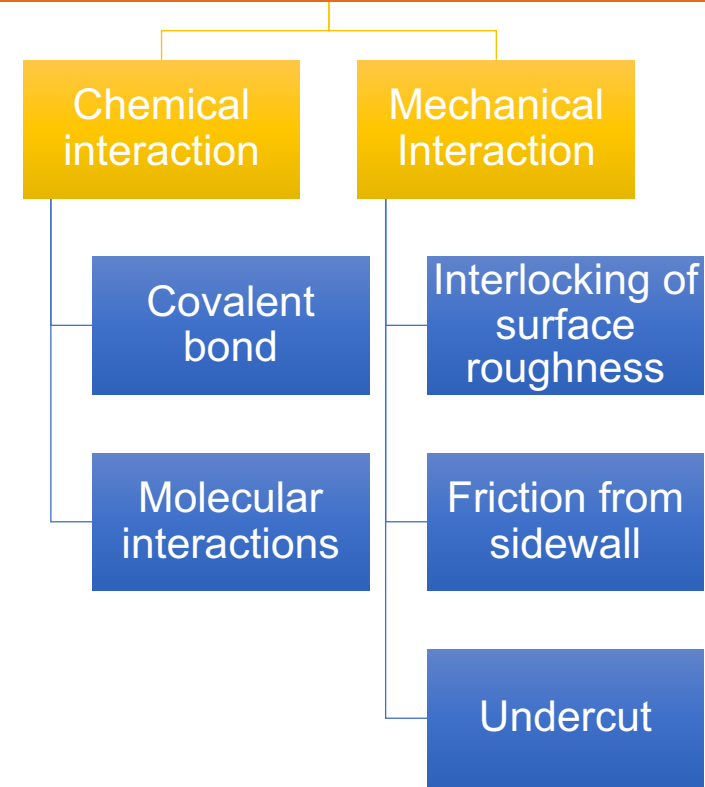 Chemical
interaction
Mechanical
Interaction
Covalent
bond
Interlocking of
surface
roughness
Molecular
interactions
Friction from
sidewall
Undercut